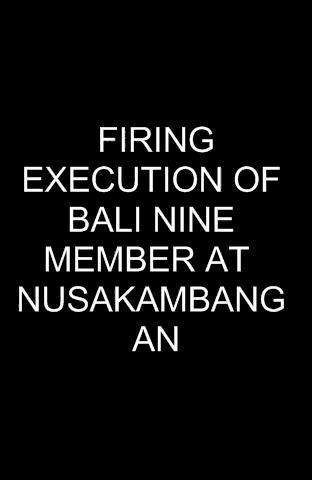 FIRING
EXECUTION OF
BALI NINE
MEMBER AT
NUSAKAMBANG
AN